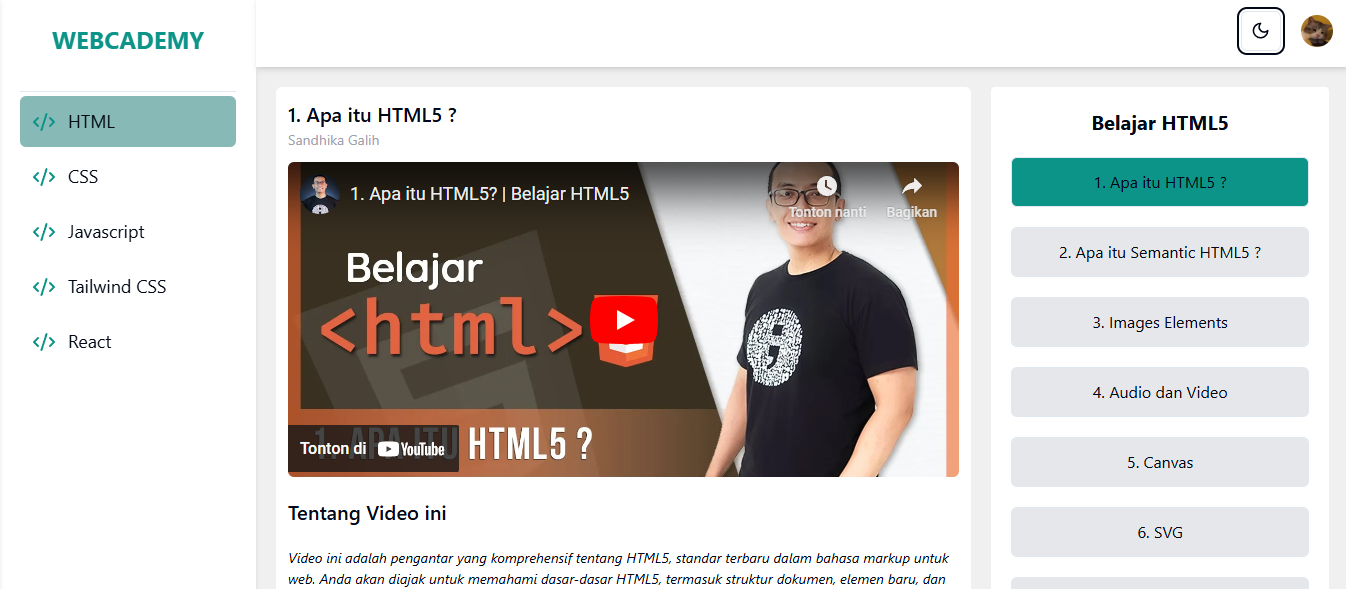 WEBCADEMY
</> HTML
</> CSS
</> Javascript
</> Tailwind CSS
</> React
1. Apa itu HTML5 ?
Sandhika Galih
1. Apa itu HTML5? | Belajar HTML5
Tonton nanti
Bagikan
Belajar
<html>
1. APA ITU HTML5 ?
Tonton di YouTube
Tentang Video ini
Video ini adalah pengantar yang komprehensif tentang HTML5, standar terbaru dalam bahasa markup untuk
web. Anda akan diajak untuk memahami dasar-dasar HTML5, termasuk struktur dokumen, elemen baru, dan
Belajar HTML5
1. Apa itu HTML5 ?
2. Apa itu Semantic HTML5 ?
3. Images Elements
4. Audio dan Video
5. Canvas
6. SVG